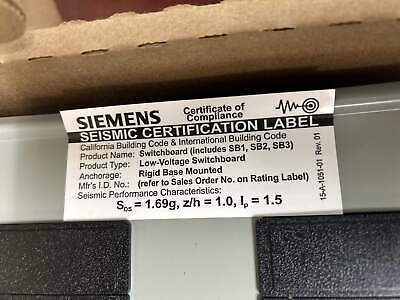 SIEMENS
Certificate of
Compliance
SEISMIC CERTIFICATION LABEL
California Building Code & International Building Code
Product Name: Switchboard (includes SB1, SB2, SB3)
Product Type: Low-Voltage Switchboard
Anchorage: Rigid Base Mounted
Mfr's I.D. No.: (refer to Sales Order No. on Rating Label)
Seismic Performance Characteristics:
SDS = 1.69g, z/h = 1.0, Ip = 1.5
15-A-1051-01 Rev. 01